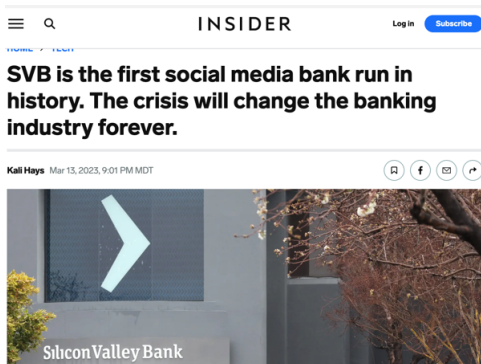 INSIDER
Log in
Subscribe
HOME > TECH
SVB is the first social media bank run in
history. The crisis will change the banking
industry forever.
Kali Hays Mar 13, 2023, 9:01 PM MDT
f
Silicon Valley Bank